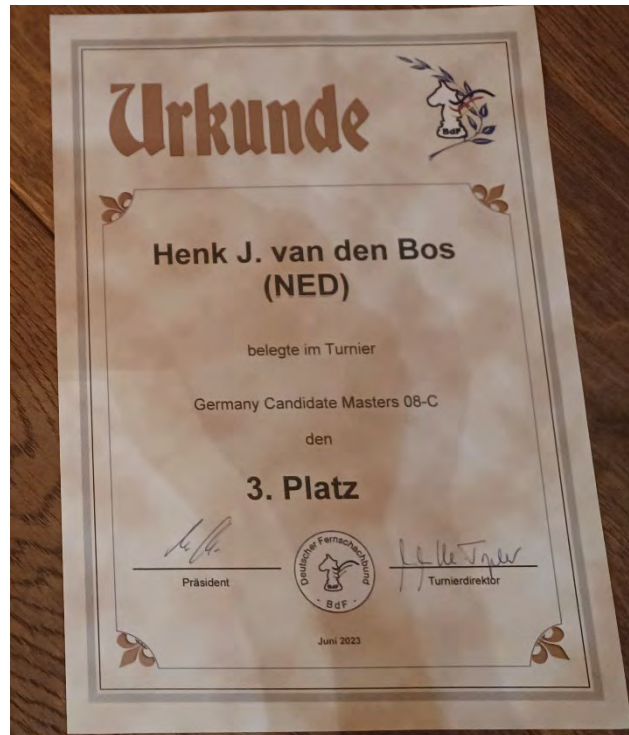 Urkunde
BdF
Henk J. van den Bos
(NED)
belegte im Turnier
Germany Candidate Masters 08-C
den
3. Platz
Präsident
Deutscher Fernschachbund
- BdF -
Turnierdirektor
Juni 2023